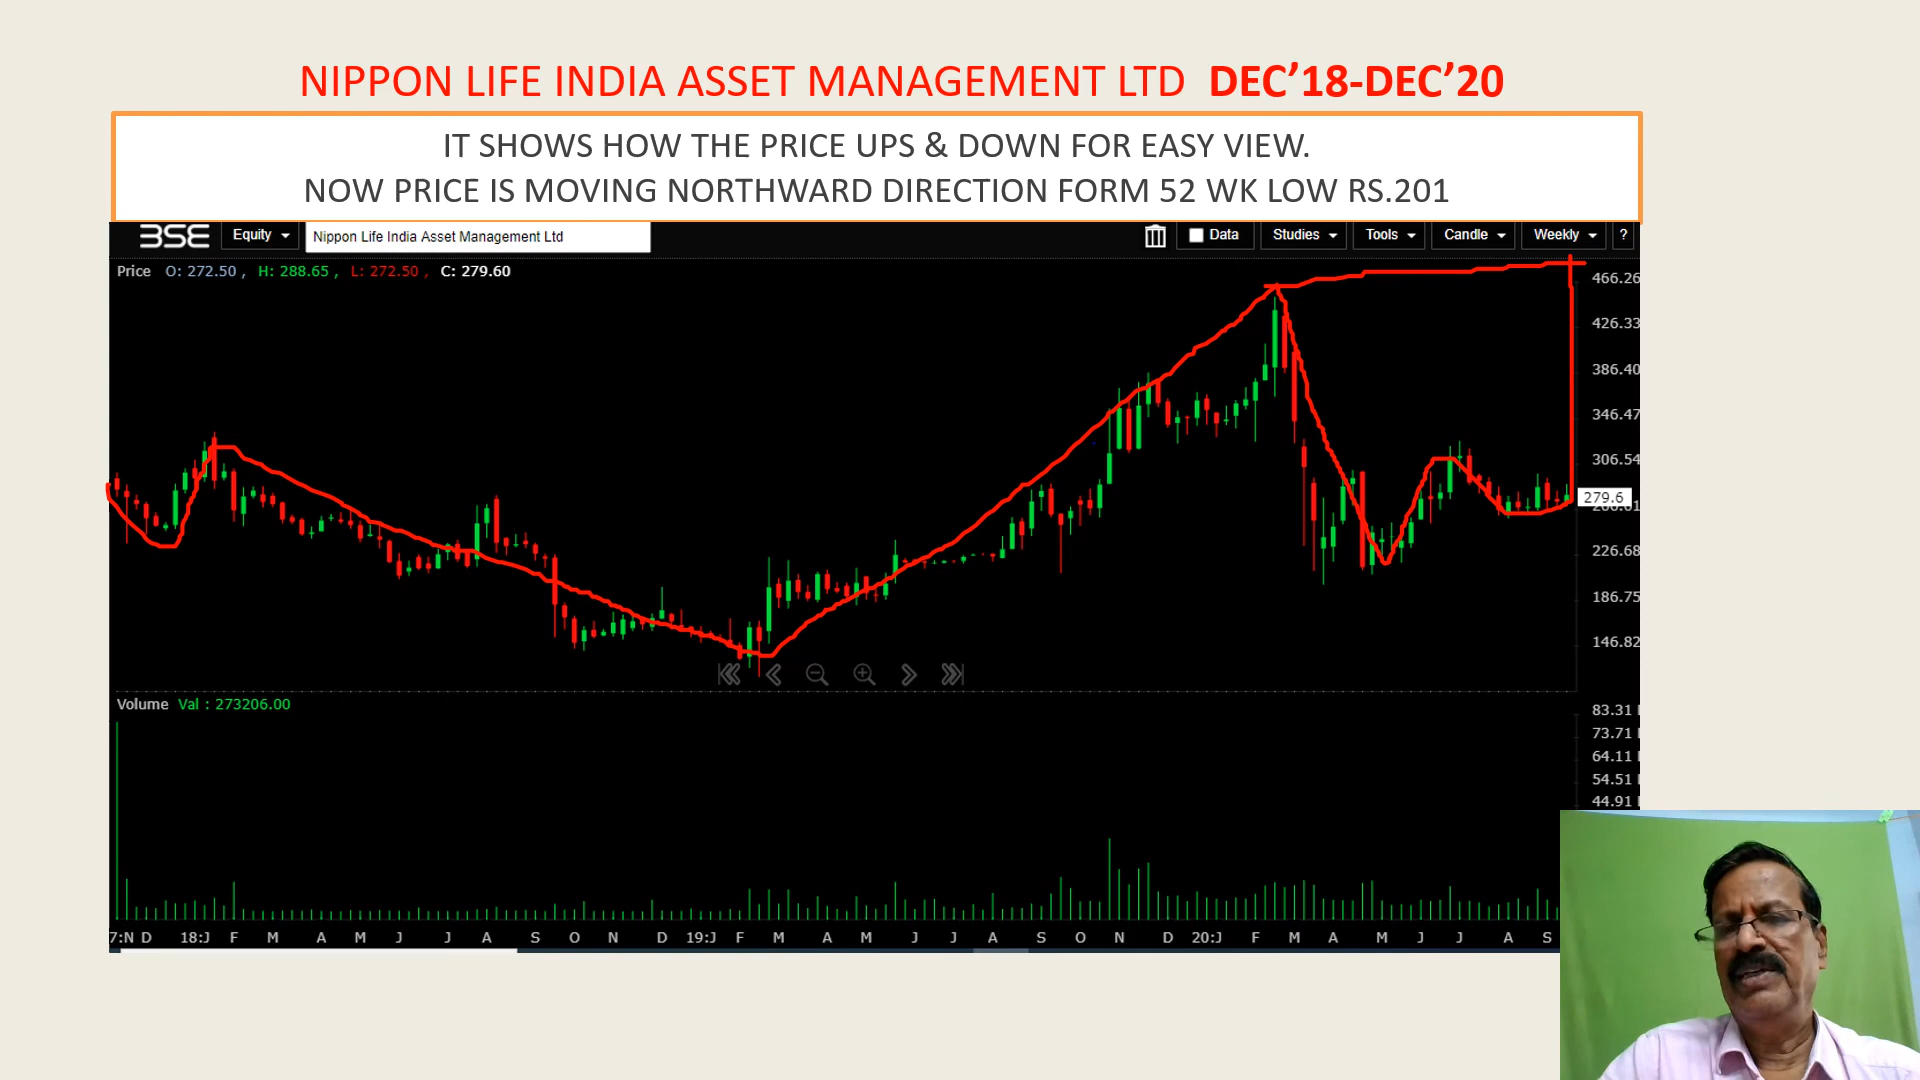 NIPPON LIFE INDIA ASSET MANAGEMENT LTD DEC’18-DEC’20
IT SHOWS HOW THE PRICE UPS & DOWN FOR EASY VIEW.
NOW PRICE IS MOVING NORTHWARD DIRECTION FORM 52 WK LOW RS.201
BSE Equity Nippon Life India Asset Management Ltd Data Studies Tools Candle Weekly ?
Price O: 272.50 , H: 288.65 , L: 272.50 , C: 279.60
466.26
426.33
386.40
346.47
306.54
279.6
226.68
186.75
146.82
Volume Val : 273206.00
83.31
73.71
64.11
54.51
44.91
7:N D 18:J F M A M J J A S O N D 19:J F M A M J J A S O N D 20:J F M A M J J A S